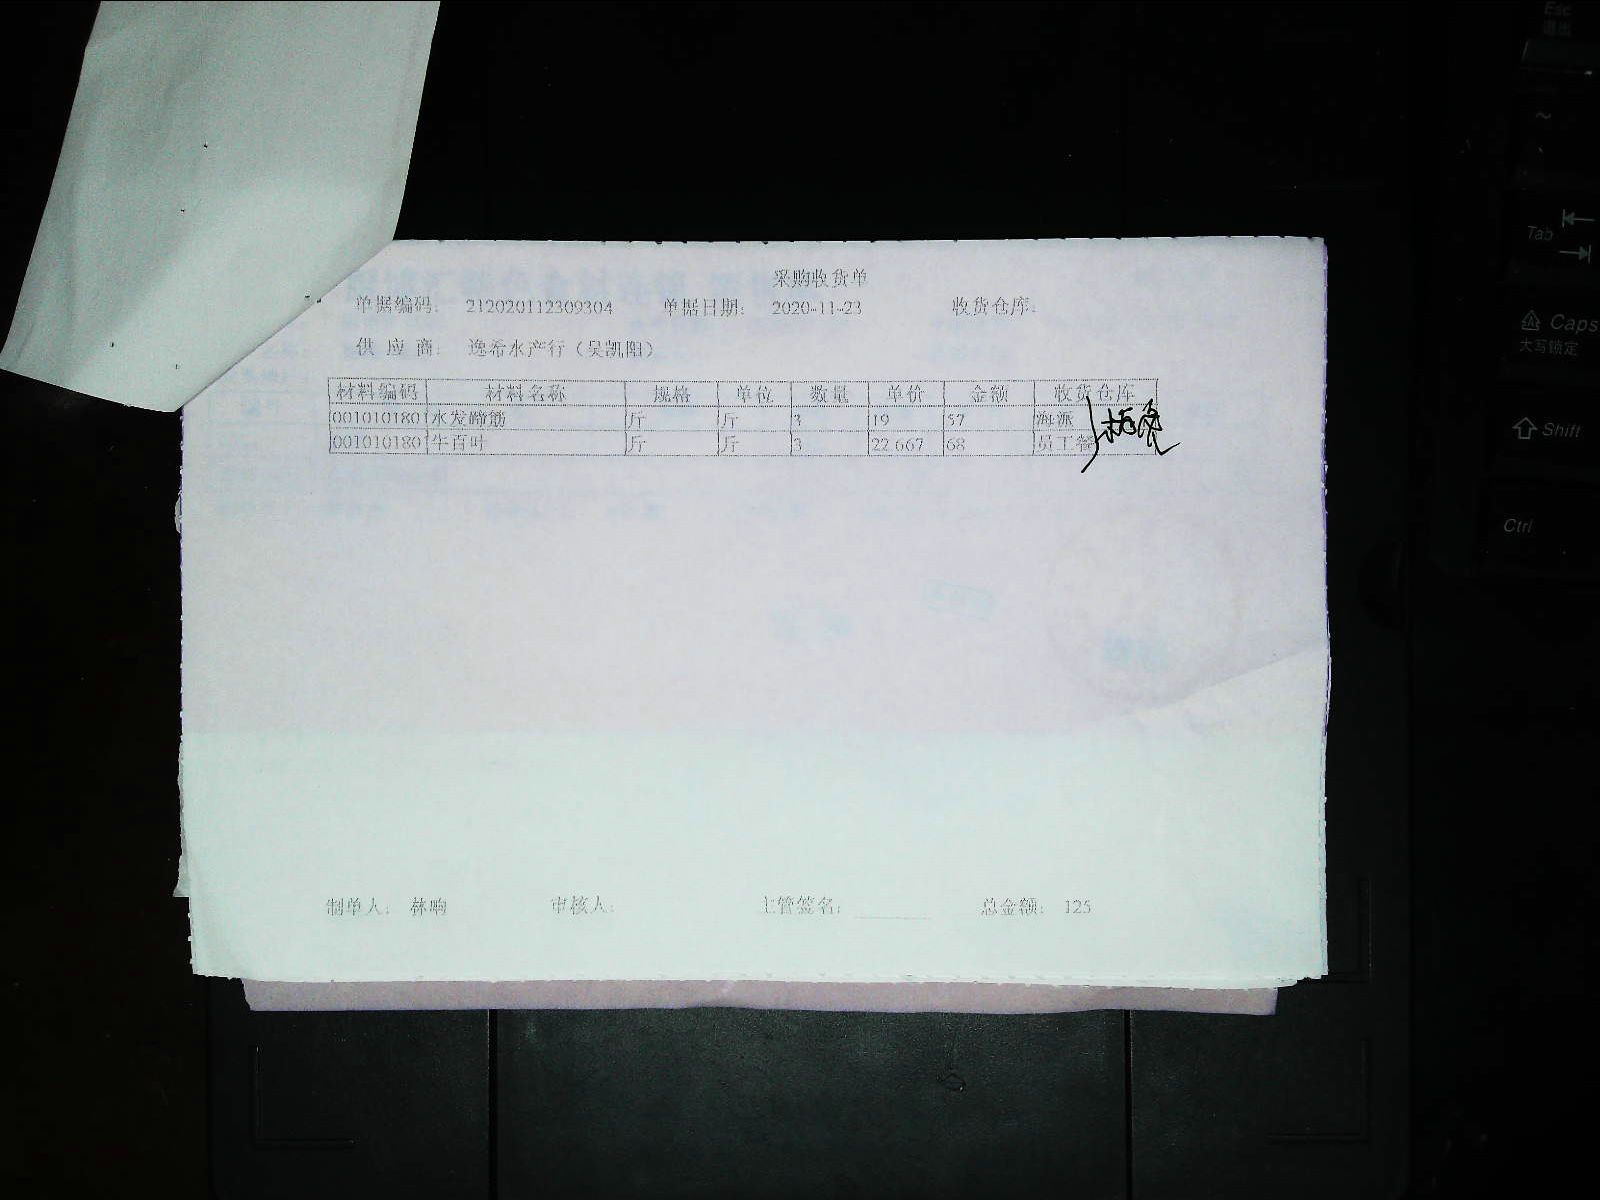 采购收货单
单据编码: 212020112309304 单据日期: 2020-11-23 收货仓库:
供 应 商: 逸希水产行（吴凯阳）
材料编码 材料名称 规格 单位 数量 单价 金额 收货仓库
001010180 水发蹄筋 斤 斤 3 19 57 海派
001010180 牛百叶 斤 斤 3 22.667 68 员工餐
制单人: 林响 审核人: 主管签名: 总金额: 125
Esc
退出
~
Tab
Caps
大写锁定
Shift
Ctrl